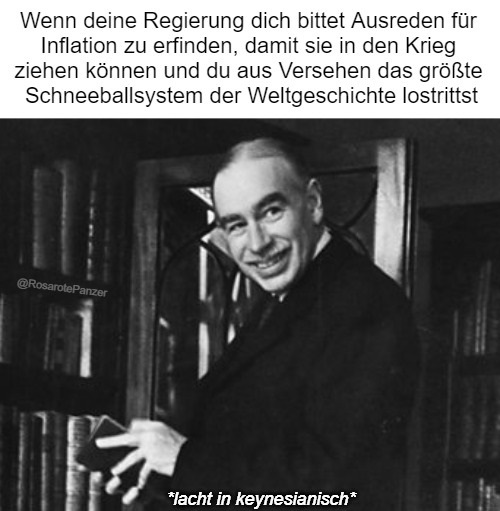 Wenn deine Regierung dich bittet Ausreden für
Inflation zu erfinden, damit sie in den Krieg
ziehen können und du aus Versehen das größte
Schneeballsystem der Weltgeschichte lostrittst
@RosarotePanzer
*lacht in keynesianisch*